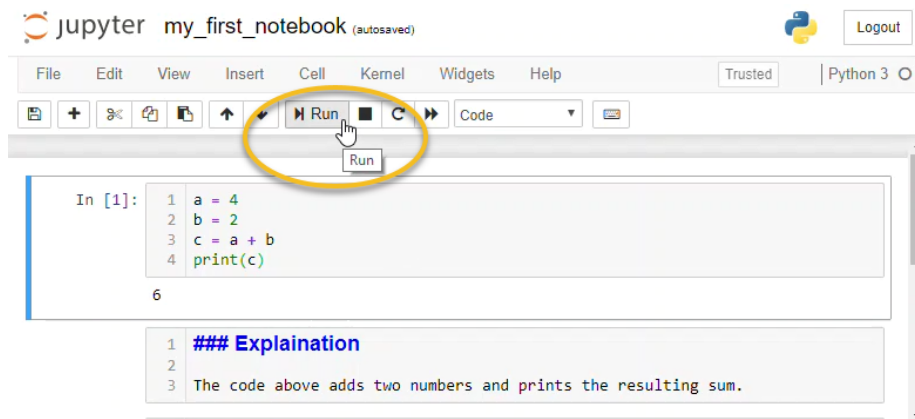 jupyter my_first_notebook (autosaved) Logout
File Edit View Insert Cell Kernel Widgets Help Trusted Python 3
Run Code
Run
In [1]: 1 a = 4
2 b = 2
3 c = a + b
4 print(c)
6
1 ### Explaination
2
3 The code above adds two numbers and prints the resulting sum.